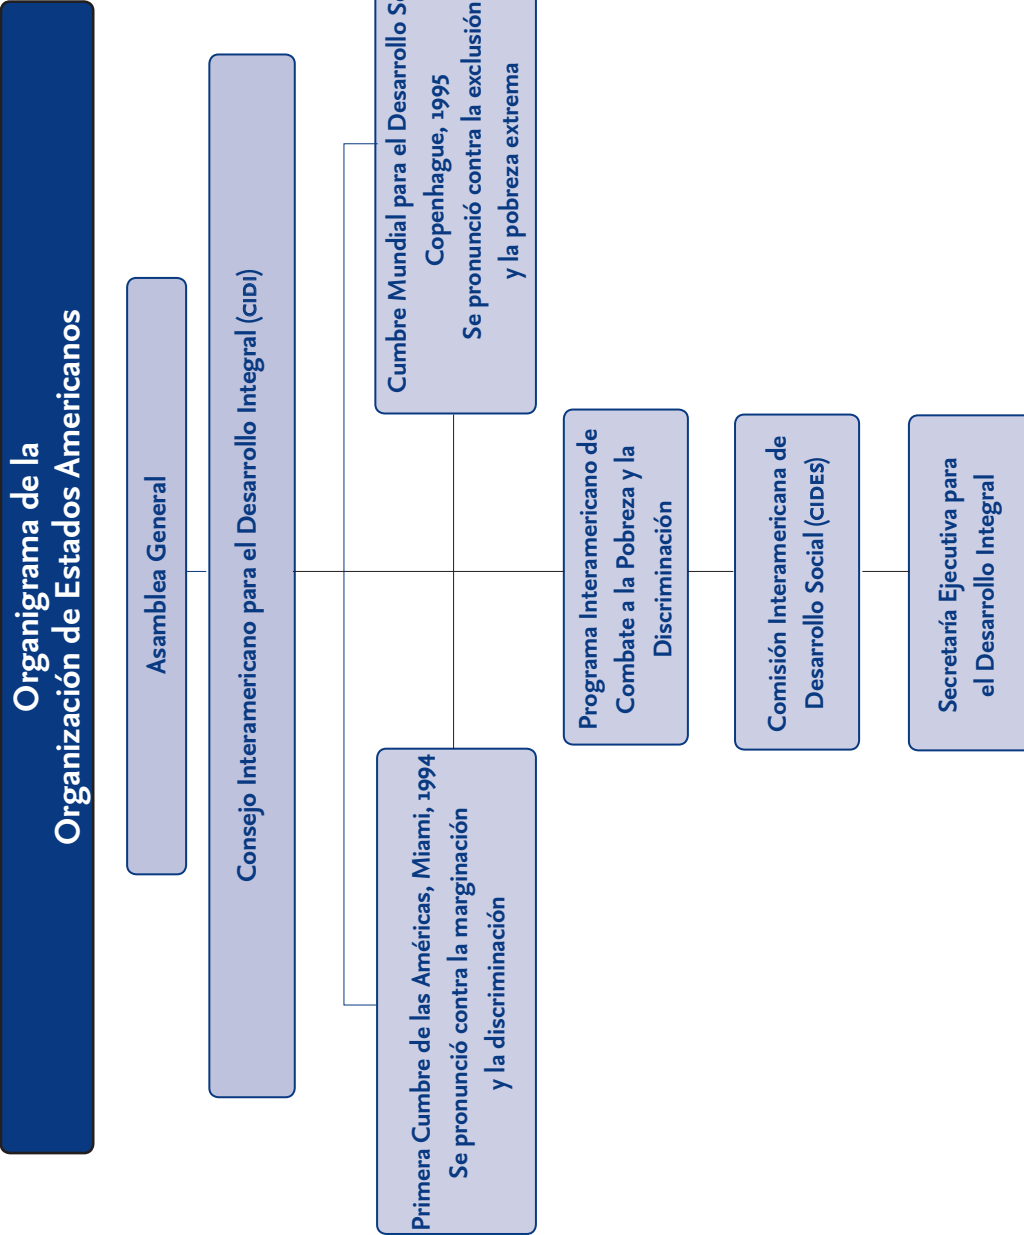 Organigrama de la
Organización de Estados Americanos
Asamblea General
Consejo Interamericano para el Desarrollo Integral (CIDI)
Primera Cumbre de las Américas, Miami, 1994
Se pronunció contra la marginación
y la discriminación
Cumbre Mundial para el Desarrollo
Copenhague, 1995
Se pronunció contra la exclusión
y la pobreza extrema
Programa Interamericano de
Combate a la Pobreza y la
Discriminación
Comisión Interamericana de
Desarrollo Social (CIDES)
Secretaría Ejecutiva para
el Desarrollo Integral